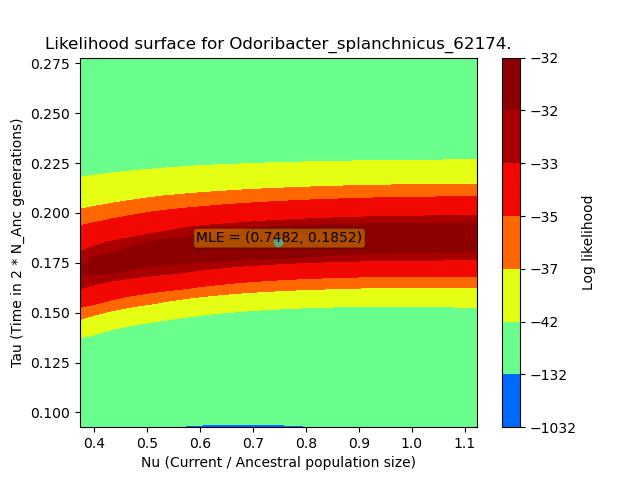 Likelihood surface for Odoribacter_splanchnicus_62174.
Tau (Time in 2 * N_Anc generations)
0.275
0.250
0.225
0.200
0.175
0.150
0.125
0.100
MLE = (0.7482, 0.1852)
0.4 0.5 0.6 0.7 0.8 0.9 1.0 1.1
Nu (Current / Ancestral population size)
−32
−32
−33
−35
−37
−42
−132
−1032
Log likelihood